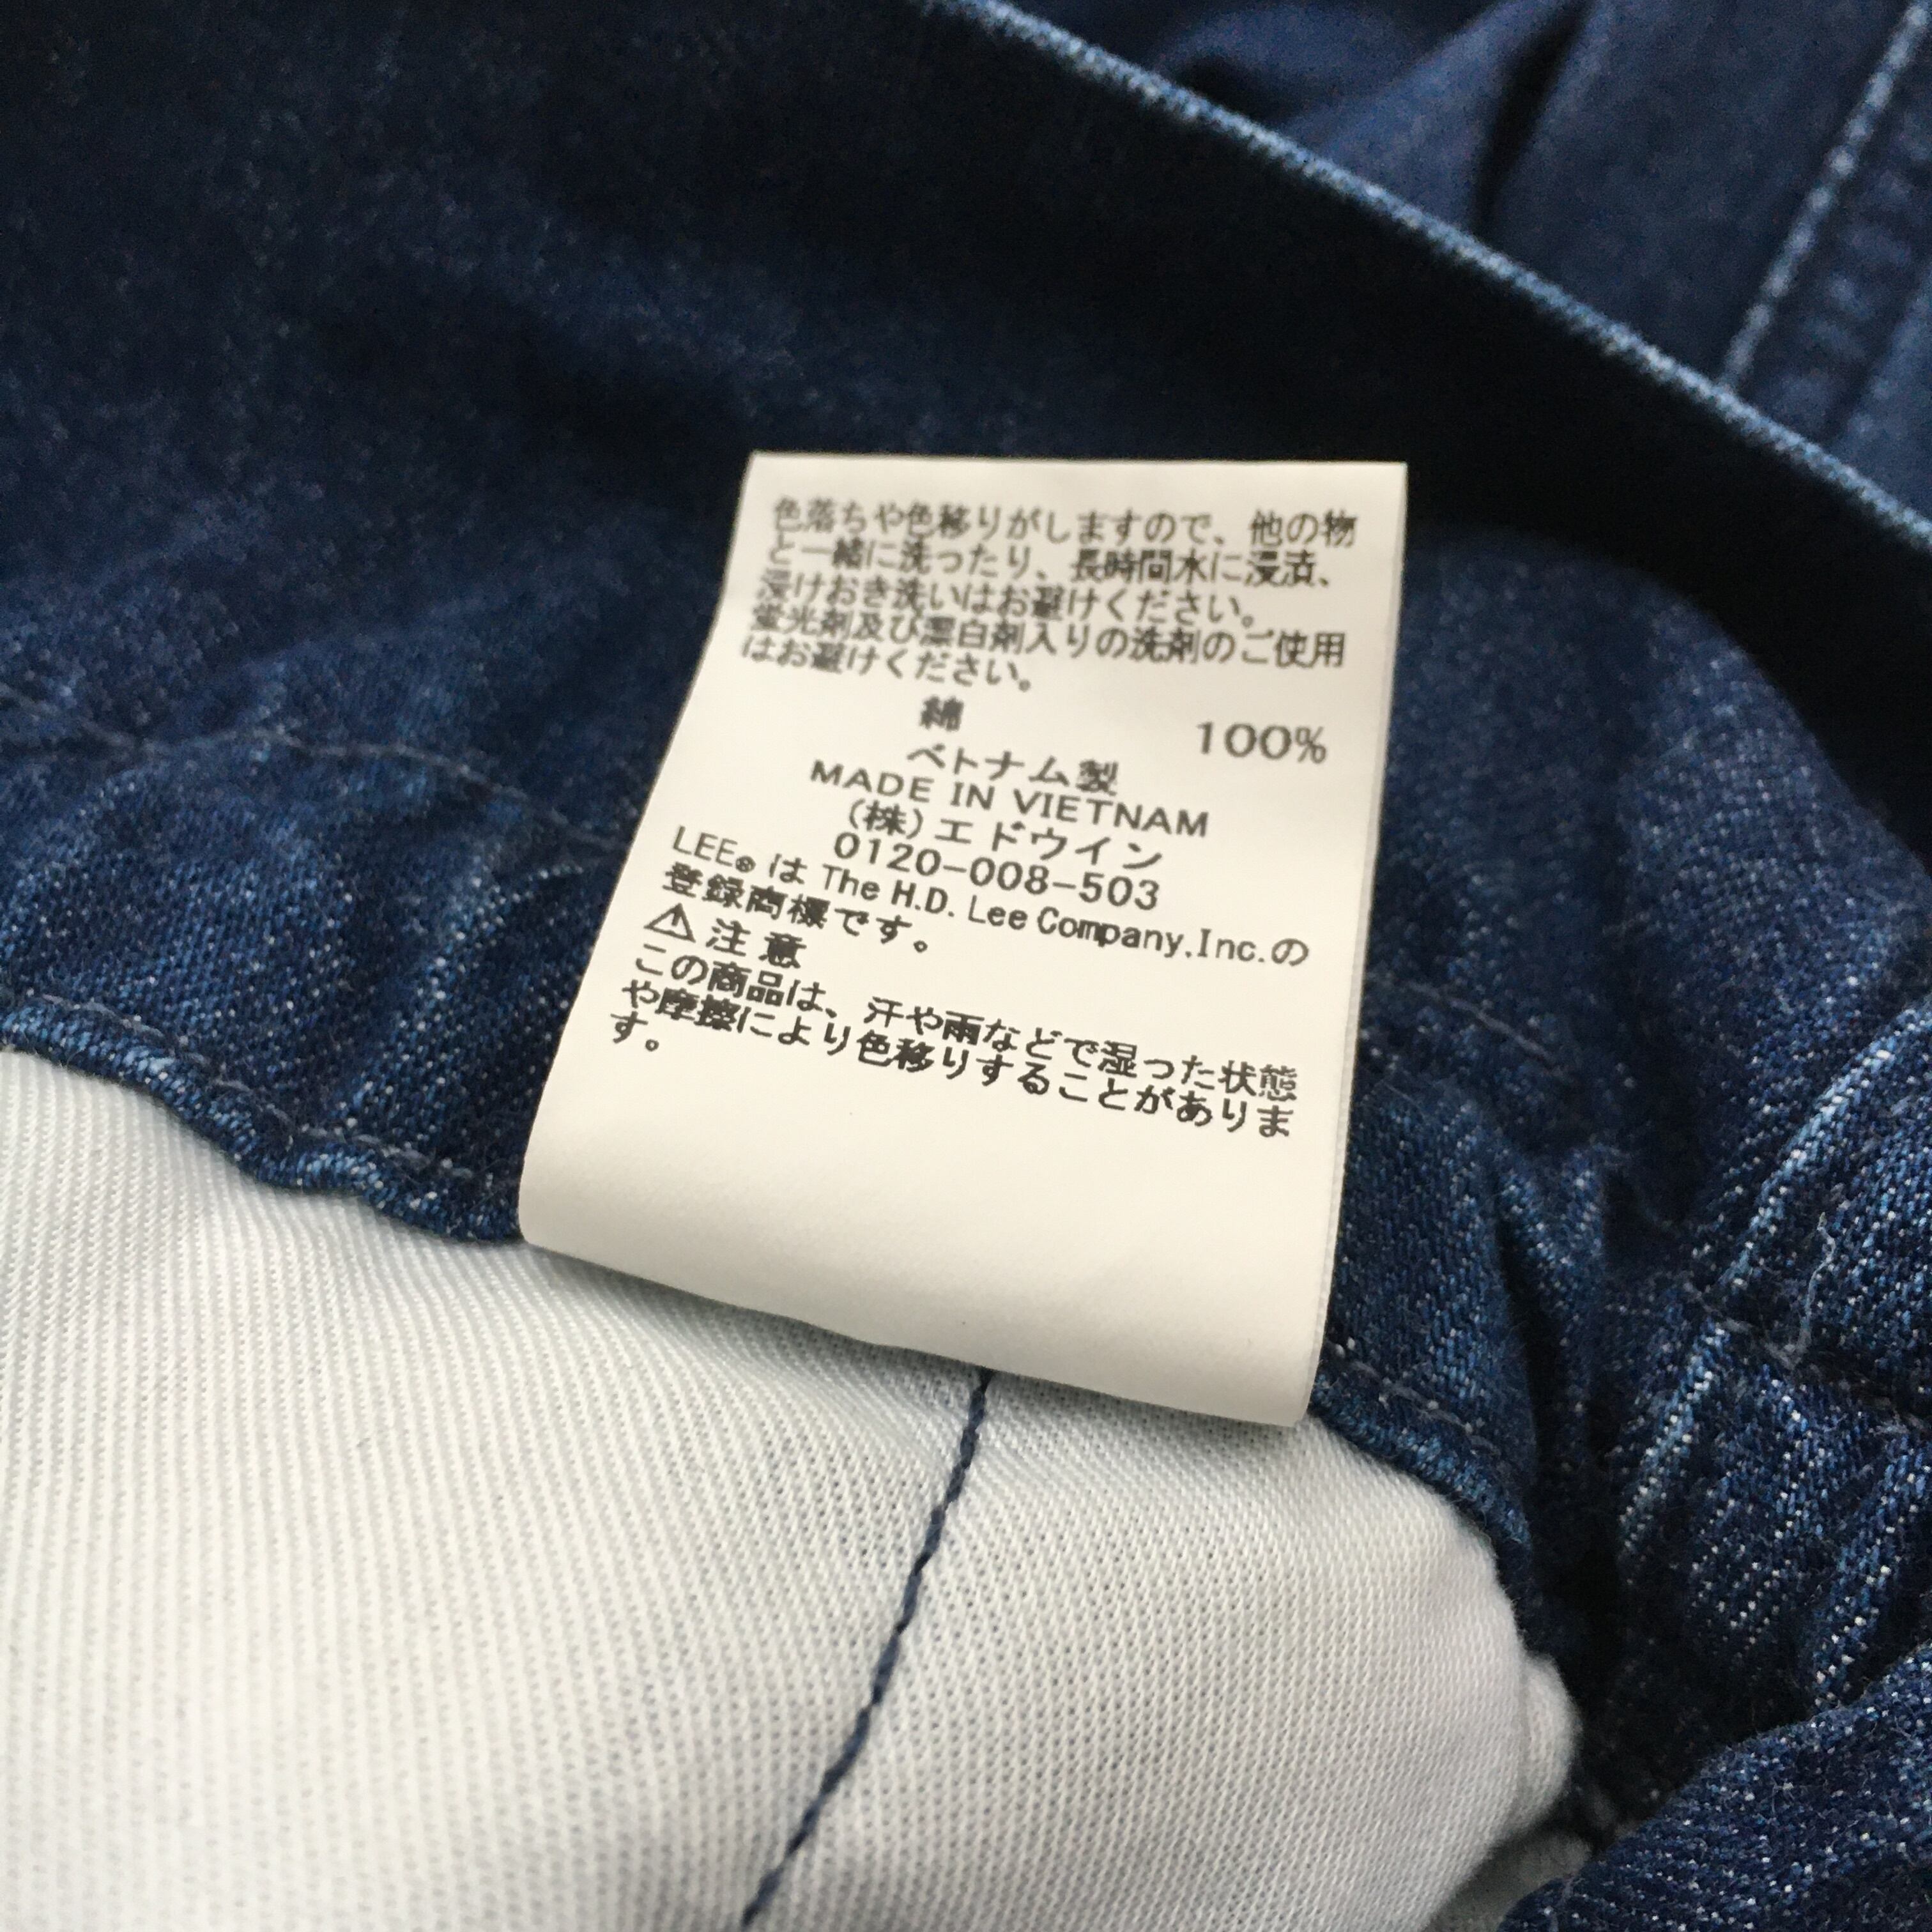 色落ちや色移りがしますので、他の物
と一緒に洗ったり、長時間水に浸漬、
浸けおき洗いはお避けください。
蛍光剤及び漂白剤入りの洗剤のご使用
はお避けください。
綿 100%
ベトナム製
MADE IN VIETNAM
(株)エドウイン
0120-008-503
LEE® は The H.D. Lee Company,Inc.の
登録商標です。
⚠注意
この商品は、汗や雨などで湿った状態
や摩擦により色移りすることがありま
す。